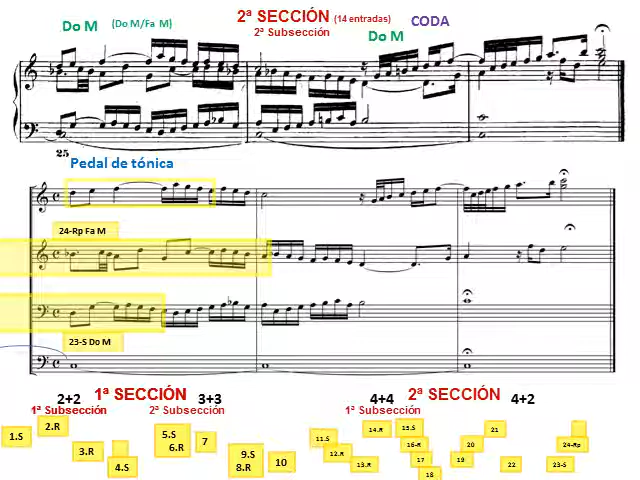 2ª SECCIÓN (14 entradas)
Do M (Do M/Fa M) 2ª Subsección Do M CODA
25
Pedal de tónica
24-Rp Fa M
23-S Do M
2+2 1ª SECCIÓN 3+3 4+4 2ª SECCIÓN 4+2
1ª Subsección 2ª Subsección 1ª Subsección
1.S 2.R 3.R 4.S 5.S 6.R 7 8.R 9.S 10 11.S 12.R 13.R 14.R 15.S 16-R 17 18 19 20 21 22 23-S 24-Rp